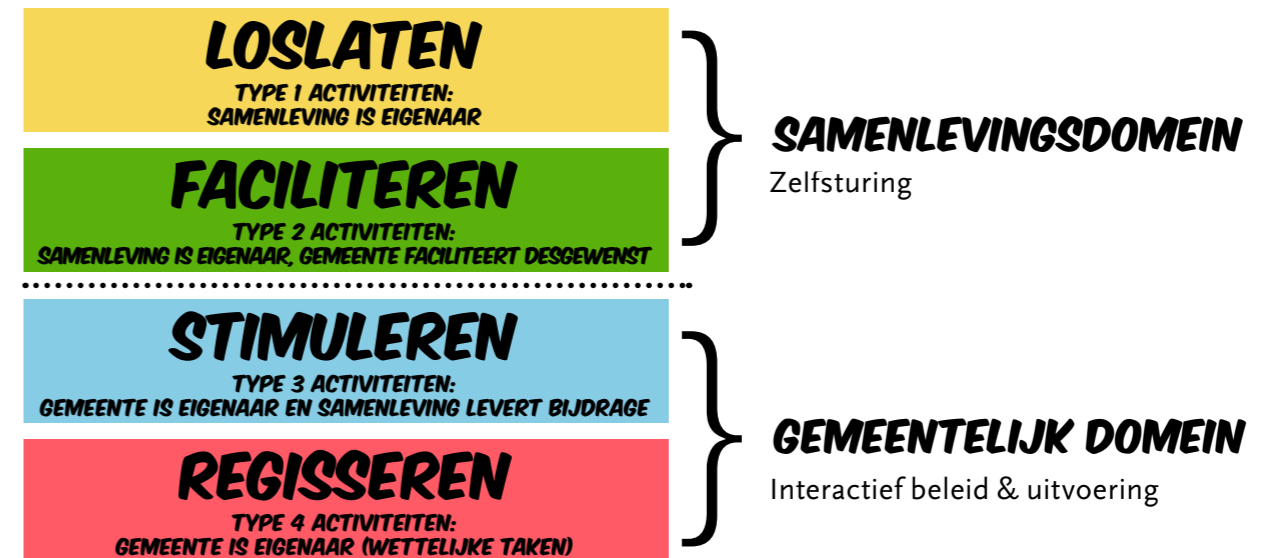 LOSLATEN
TYPE 1 ACTIVITEITEN:
SAMENLEVING IS EIGENAAR
FACILITEREN
TYPE 2 ACTIVITEITEN:
SAMENLEVING IS EIGENAAR, GEMEENTE FACILITEERT DESGEWENST
SAMENLEVINGSDOMEIN
Zelfsturing
STIMULEREN
TYPE 3 ACTIVITEITEN:
GEMEENTE IS EIGENAAR EN SAMENLEVING LEVERT BIJDRAGE
REGISSEREN
TYPE 4 ACTIVITEITEN:
GEMEENTE IS EIGENAAR (WETTELIJKE TAKEN)
GEMEENTELIJK DOMEIN
Interactief beleid & uitvoering